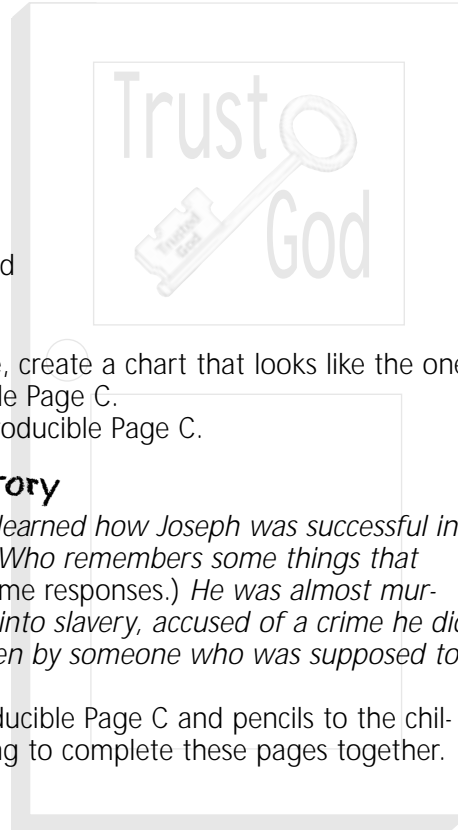 Trust
God
Trusted
God
d
, create a chart that looks like the one
le Page C.
roducible Page C.
tory
learned how Joseph was successful in
Who remembers some things that
me responses.) He was almost mur-
into slavery, accused of a crime he did
en by someone who was supposed to
ducible Page C and pencils to the chil-
ng to complete these pages together.